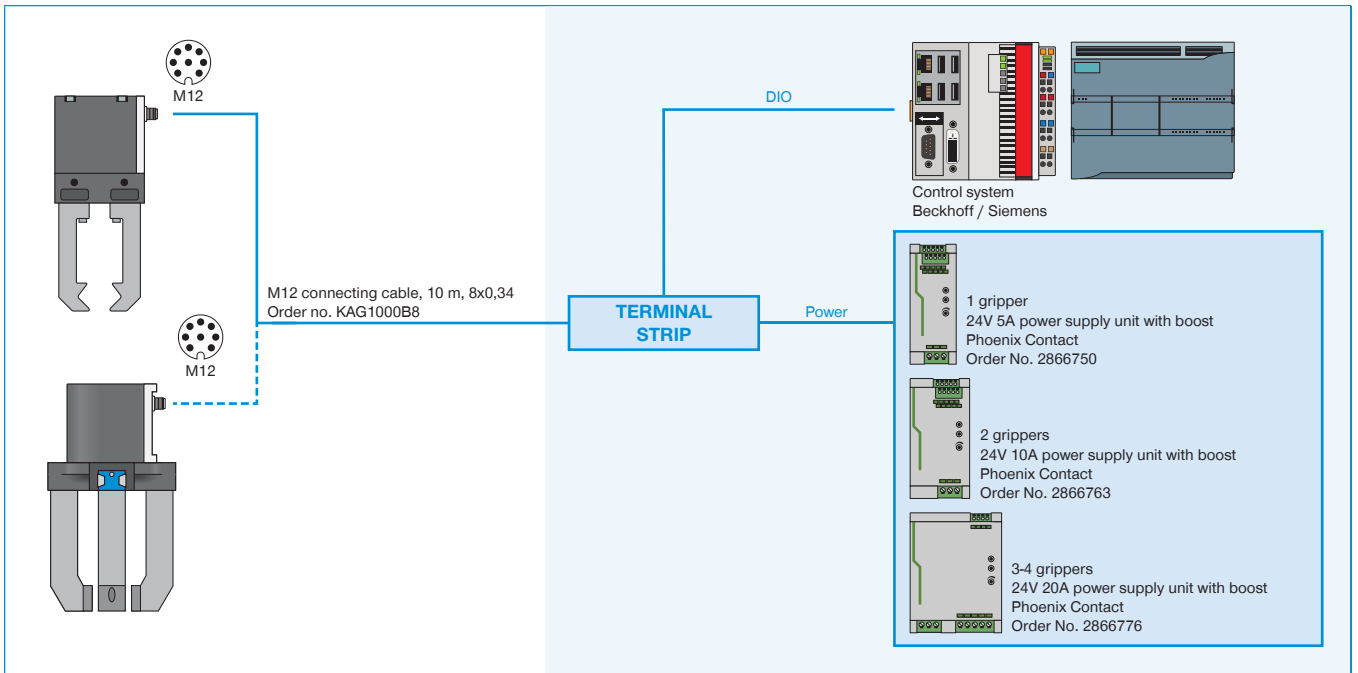 M12
DIO
Control system
Beckhoff / Siemens
M12 connecting cable, 10 m, 8x0,34
Order no. KAG1000B8
M12
TERMINAL
STRIP
Power
1 gripper
24V 5A power supply unit with boost
Phoenix Contact
Order No. 2866750
2 grippers
24V 10A power supply unit with boost
Phoenix Contact
Order No. 2866763
3-4 grippers
24V 20A power supply unit with boost
Phoenix Contact
Order No. 2866776